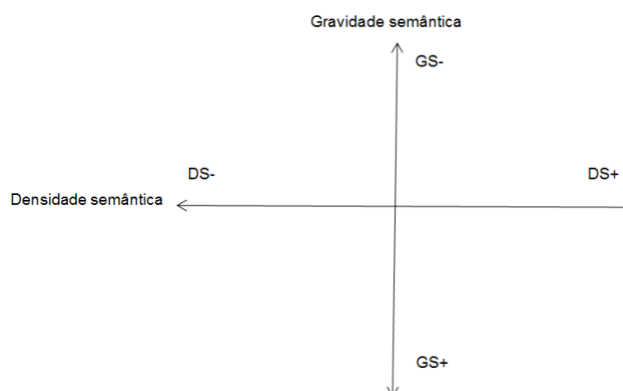 Gravidade semântica
GS-
DS-
DS+
Densidade semântica
GS+